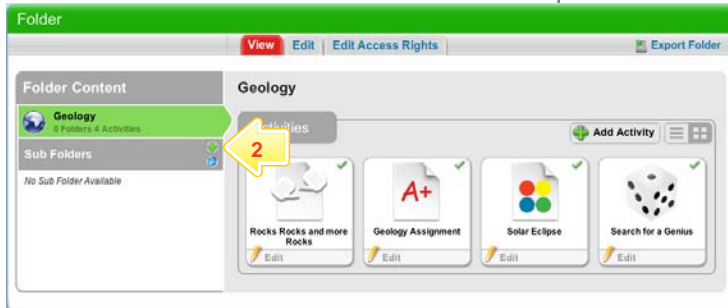 Folder
View Edit Edit Access Rights Export Folder
Folder Content
Geology
0 Folders 4 Activities
Sub Folders
No Sub Folder Available
Geology
Activities
Add Activity
2
A+
Rocks Rocks and more
Rocks
Geology Assignment
Solar Eclipse
Search for a Genius
Edit
Edit
Edit
Edit